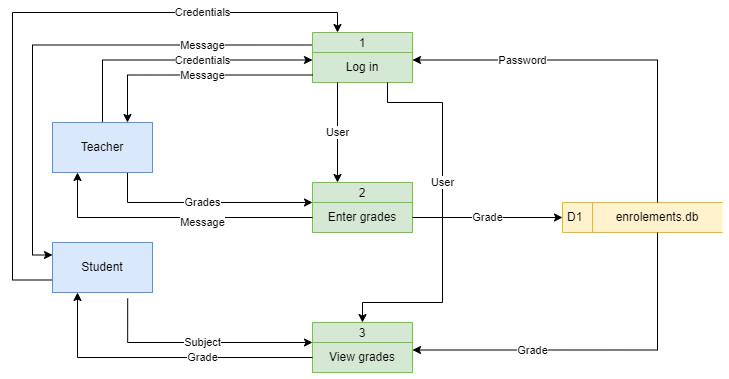 Credentials
Message
1
Credentials
Log in
Password
Message
User
Teacher
User
2
Grades
Enter grades
Grade
D1
enrolements.db
Message
Student
3
Subject
View grades
Grade
Grade